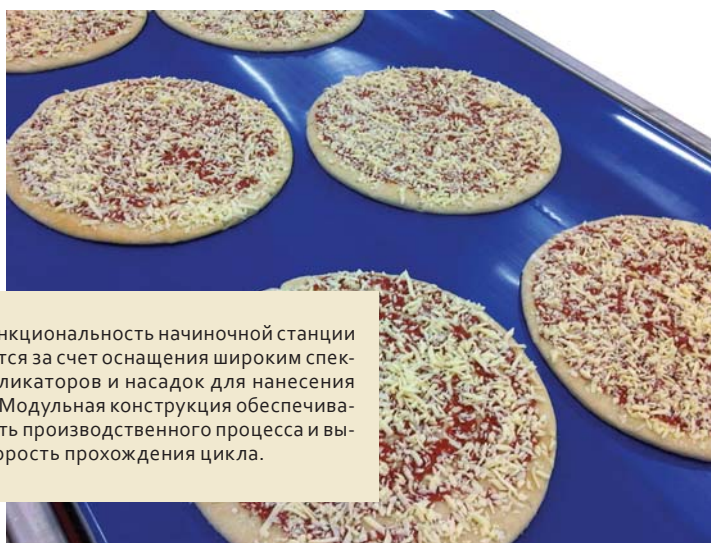 нкциональность начиночной станции
тся за счет оснащения широким спек-
ликаторов и насадок для нанесения
Модульная конструкция обеспечива-
ть производственного процесса и вы-
орость прохождения цикла.